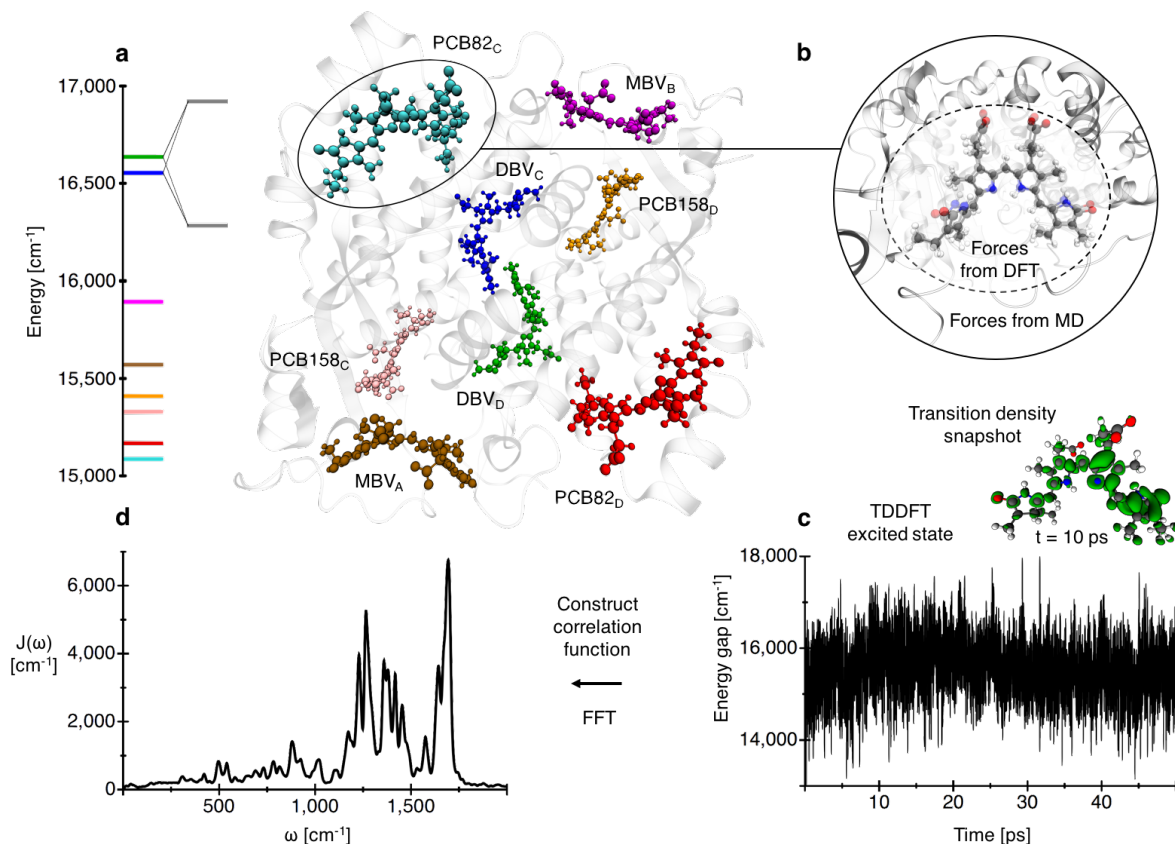 a
PCB82C
MBVB
b
17,000
16,500
16,000
15,500
15,000
Energy [cm-1]
DBVC
PCB158D
PCB158C
DBVD
MBVA
PCB82D
Forces
from DFT
Forces from MD
Transition density
snapshot
t = 10 ps
d
6,000
4,000
2,000
0
J(ω)
[cm-1]
500
1,000
1,500
ω [cm-1]
Construct
correlation
function
FFT
c
TDDFT
excited state
18,000
16,000
14,000
Energy gap [cm-1]
10
20
30
40
Time [ps]